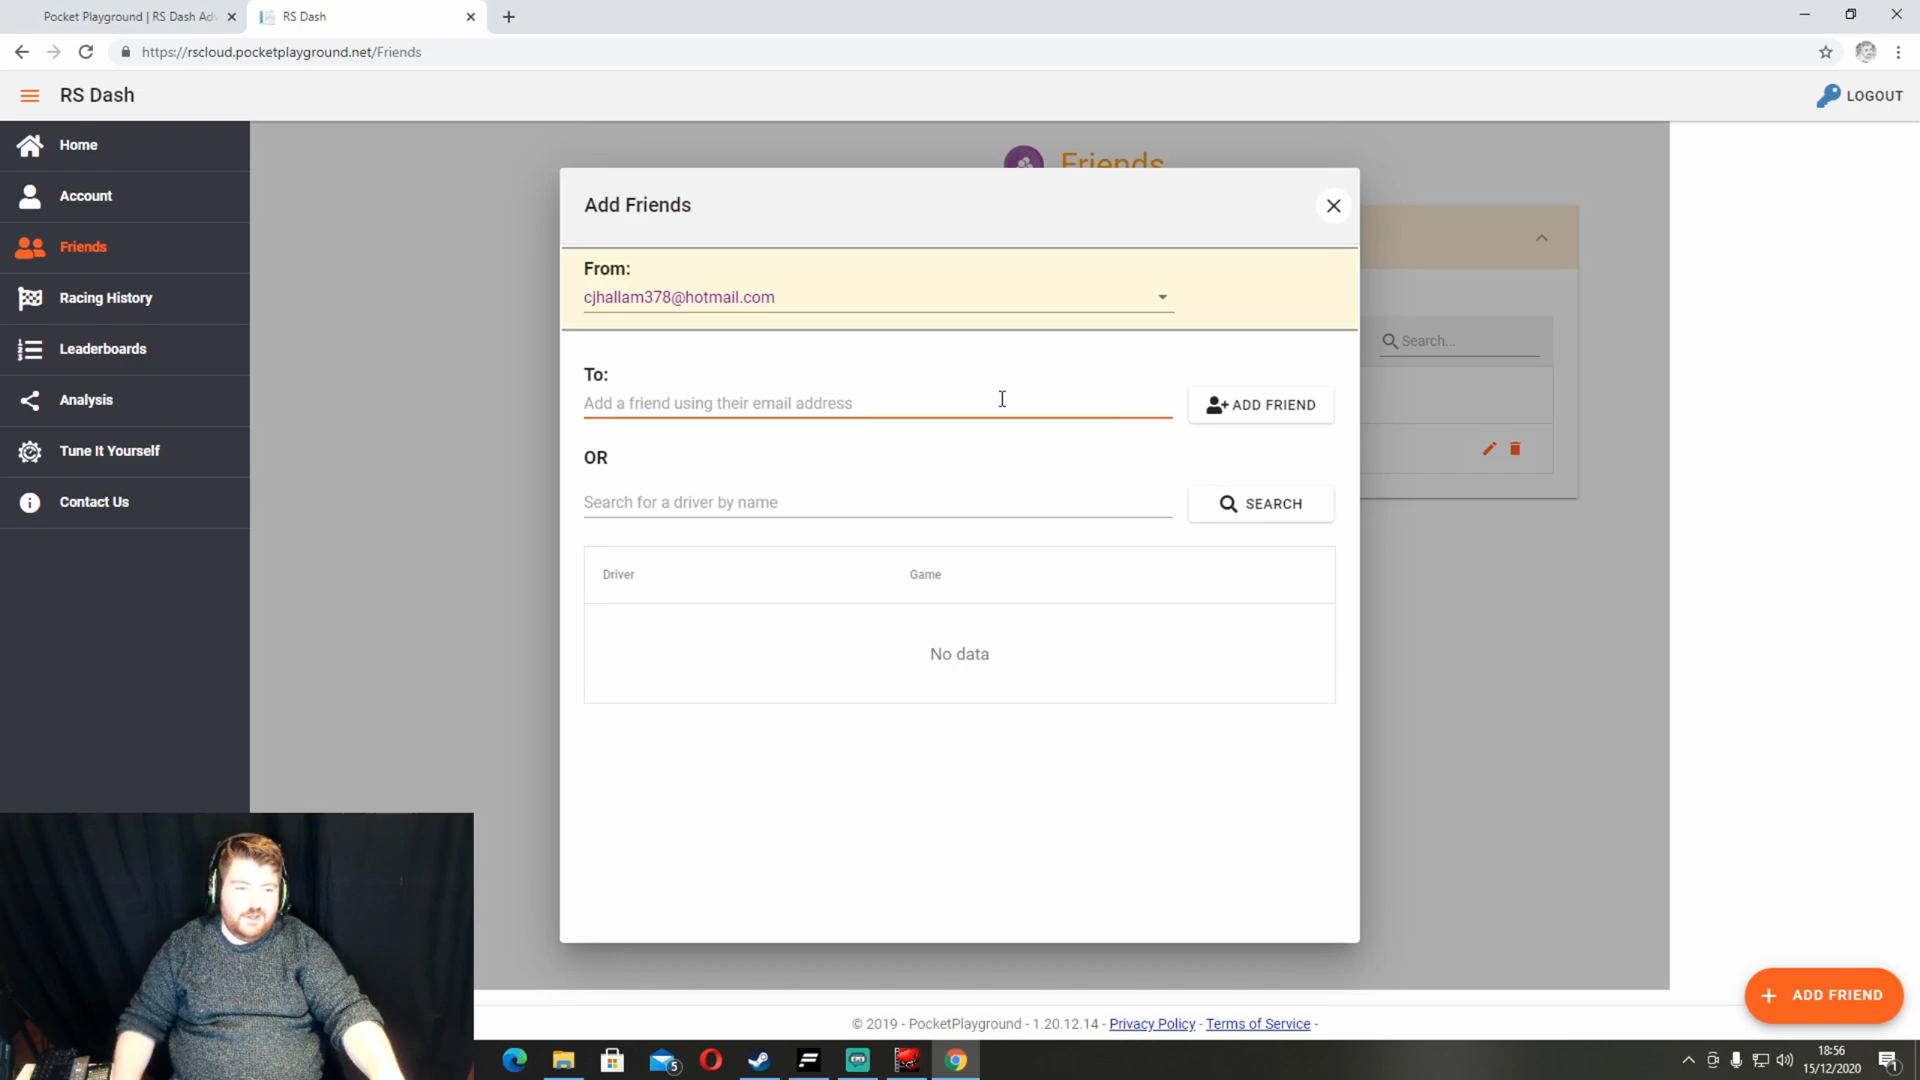 Pocket Playground | RS Dash Adv
RS Dash
https://rscloud.pocketplayground.net/Friends
RS Dash
LOGOUT
Home
Account
Friends
Racing History
Leaderboards
Analysis
Tune It Yourself
Contact Us
Friends
Add Friends
From:
cjhallam378@hotmail.com
Search...
To:
Add a friend using their email address
ADD FRIEND
OR
Search for a driver by name
SEARCH
Driver Game
No data
+ ADD FRIEND
© 2019 - PocketPlayground - 1.20.12.14 - Privacy Policy - Terms of Service -
5
18:56
15/12/2020
1